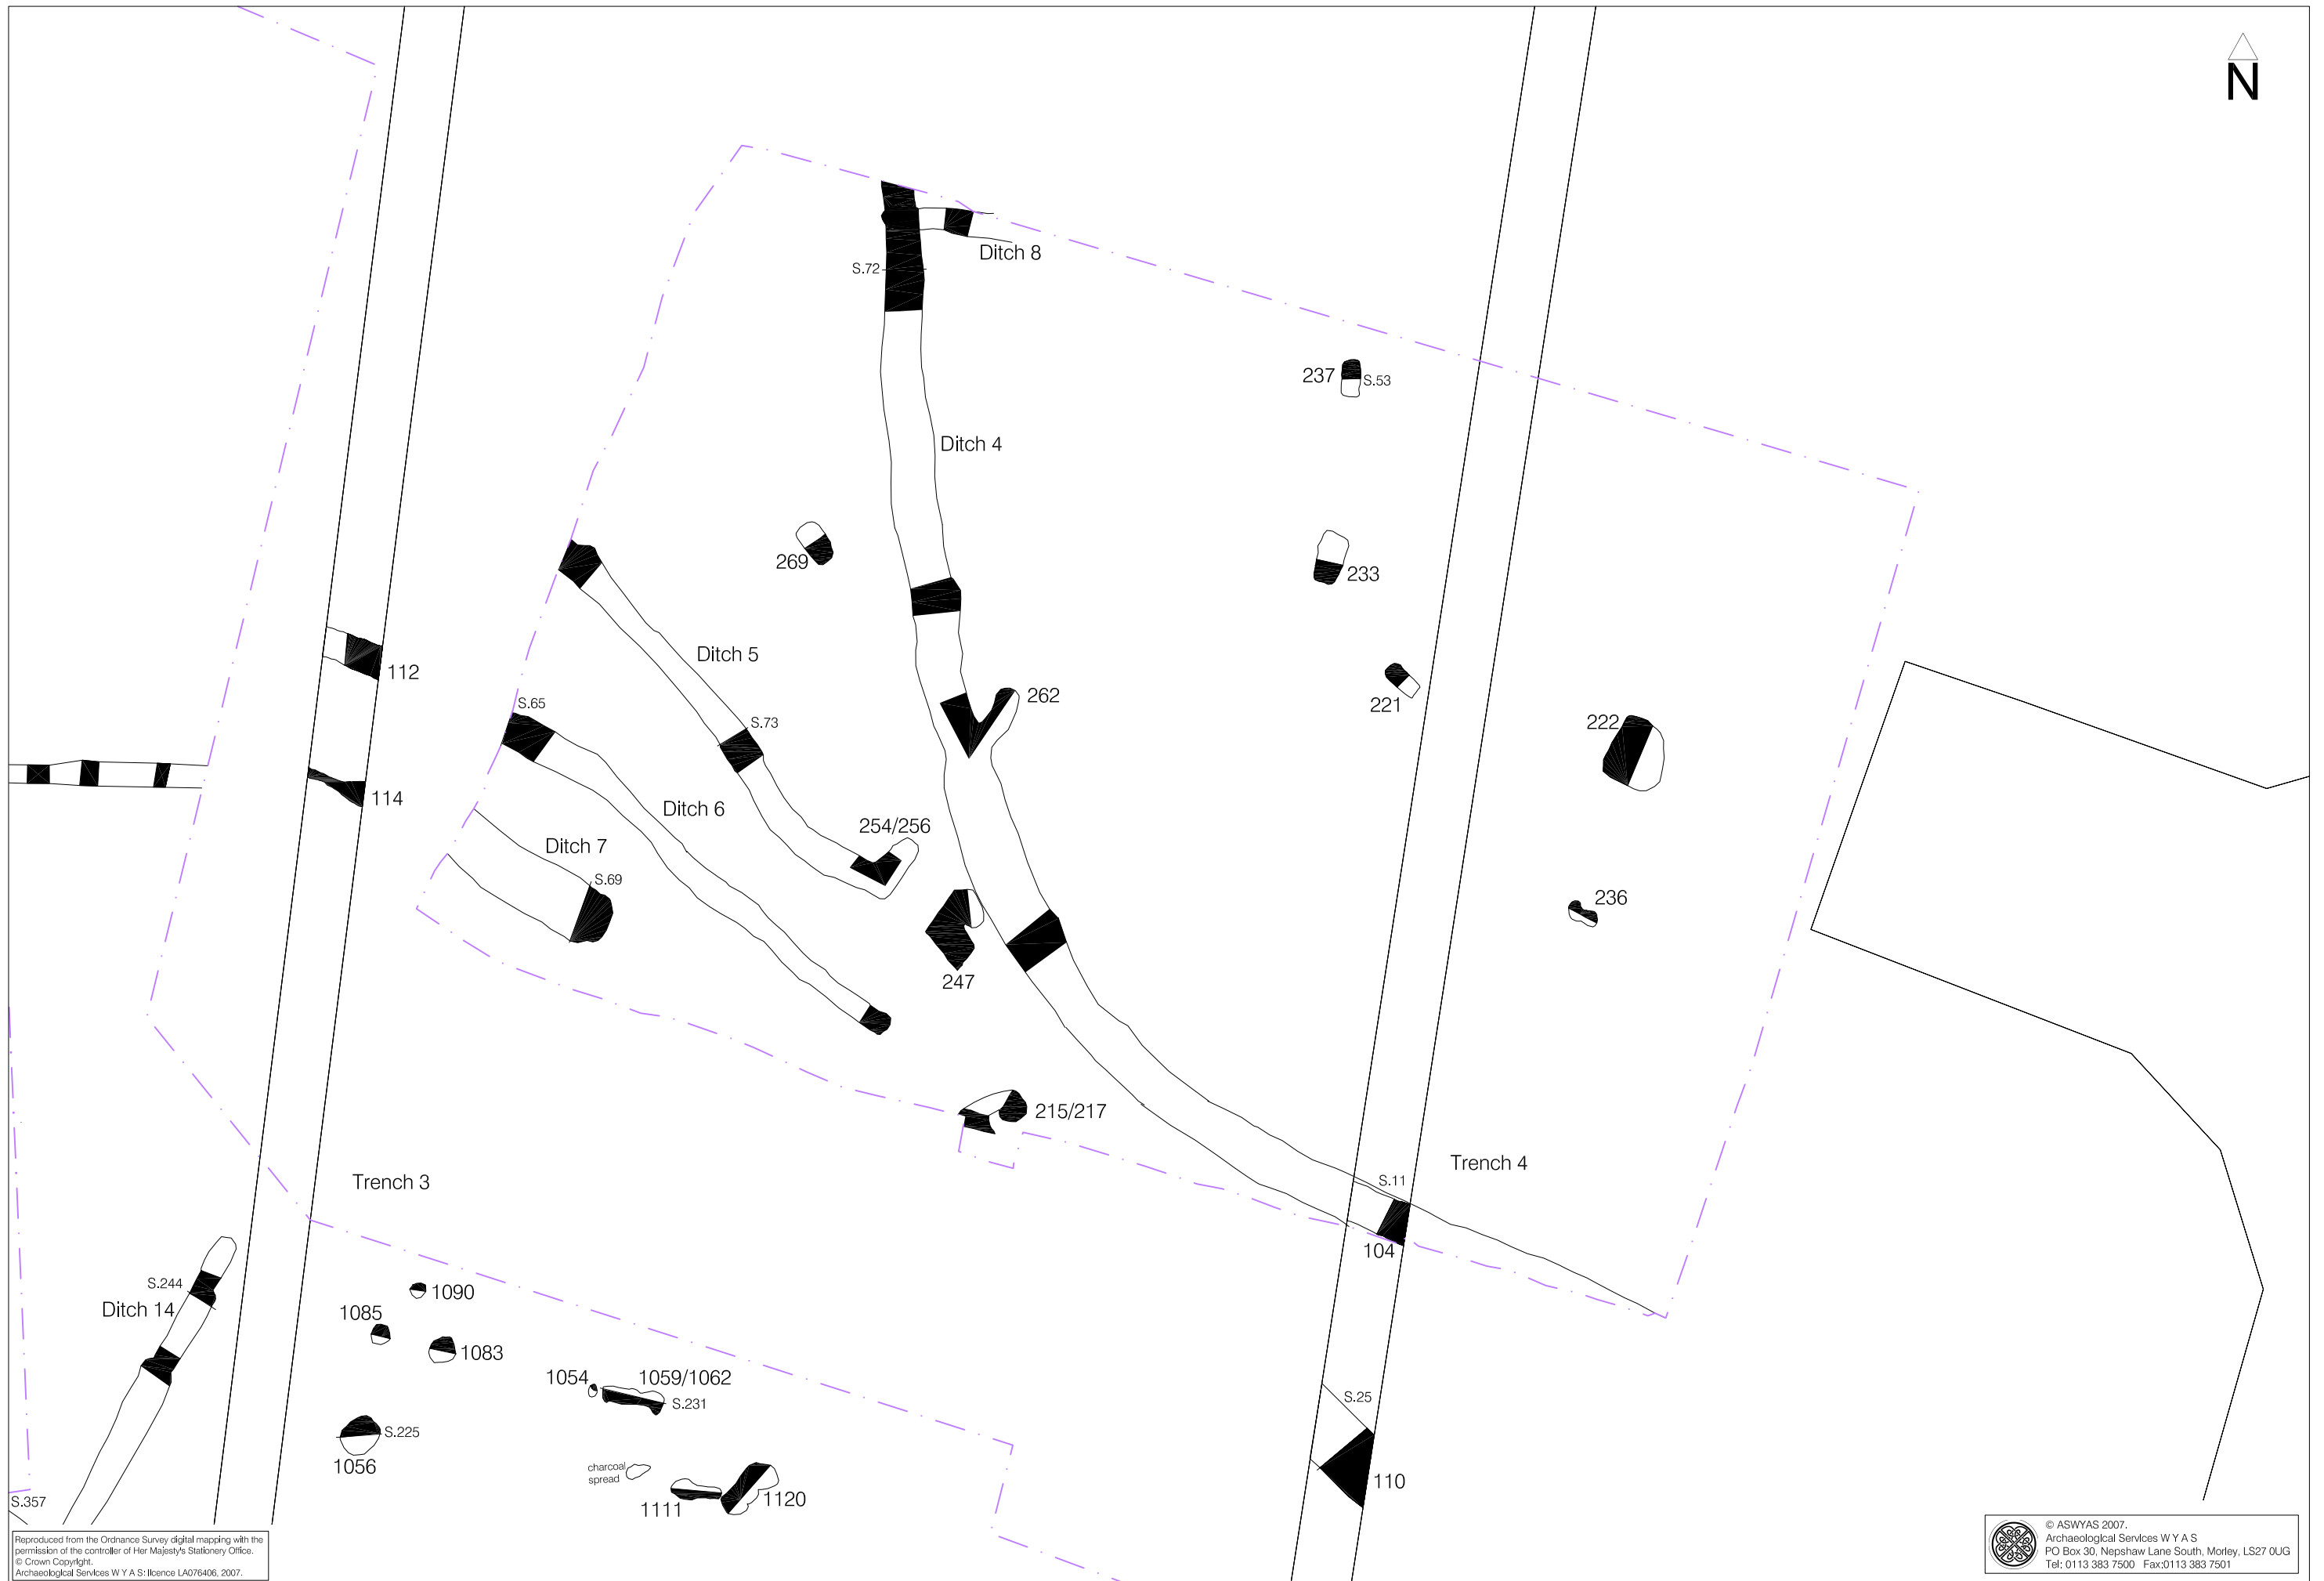 N
Ditch 8
S.72
237
S.53
Ditch 4
269
233
112
Ditch 5
262
221
S.65
S.73
222
114
Ditch 6
254/256
Ditch 7
S.69
236
247
215/217
Trench 3
Trench 4
S.11
104
S.244
Ditch 14
1090
1085
1083
1054
1059/1062
S.231
S.25
S.225
1056
charcoal
spread
110
1111
1120
S.357
Reproduced from the Ordnance Survey digital mapping with the
permission of the controller of Her Majesty's Stationery Office.
© Crown Copyright.
Archaeological Services W Y A S: licence LA076406, 2007.
© ASWYAS 2007.
Archaeological Services W Y A S
PO Box 30, Nepshaw Lane South, Morley, LS27 0UG
Tel: 0113 383 7500 Fax:0113 383 7501